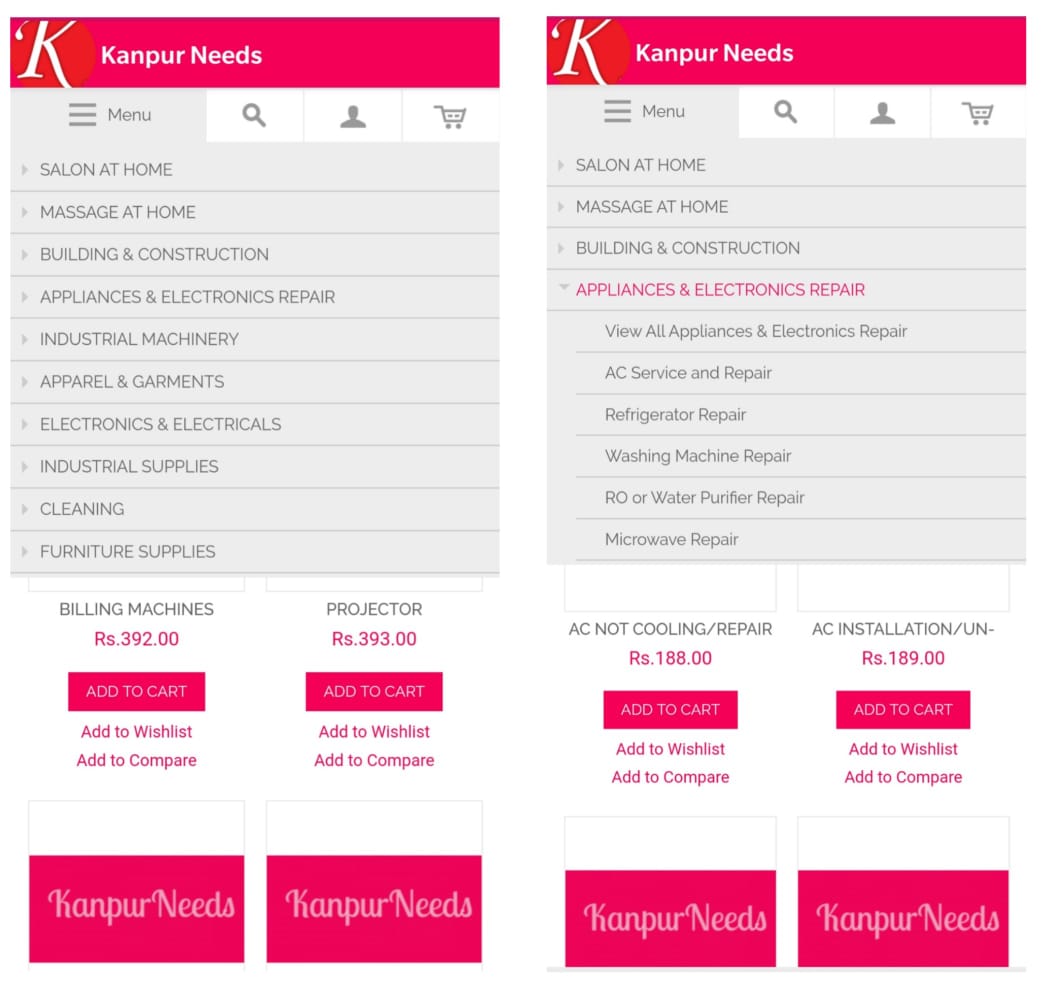 K
Kanpur Needs
Menu
SALON AT HOME
MASSAGE AT HOME
BUILDING & CONSTRUCTION
APPLIANCES & ELECTRONICS REPAIR
INDUSTRIAL MACHINERY
APPAREL & GARMENTS
ELECTRONICS & ELECTRICALS
INDUSTRIAL SUPPLIES
CLEANING
FURNITURE SUPPLIES
BILLING MACHINES
Rs.392.00
ADD TO CART
Add to Wishlist
Add to Compare
PROJECTOR
Rs.393.00
ADD TO CART
Add to Wishlist
Add to Compare
KanpurNeeds
KanpurNeeds
K
Kanpur Needs
Menu
SALON AT HOME
MASSAGE AT HOME
BUILDING & CONSTRUCTION
APPLIANCES & ELECTRONICS REPAIR
View All Appliances & Electronics Repair
AC Service and Repair
Refrigerator Repair
Washing Machine Repair
RO or Water Purifier Repair
Microwave Repair
AC NOT COOLING/REPAIR
Rs.188.00
ADD TO CART
Add to Wishlist
Add to Compare
AC INSTALLATION/UN-
Rs.189.00
ADD TO CART
Add to Wishlist
Add to Compare
KanpurNeeds
KanpurNeeds